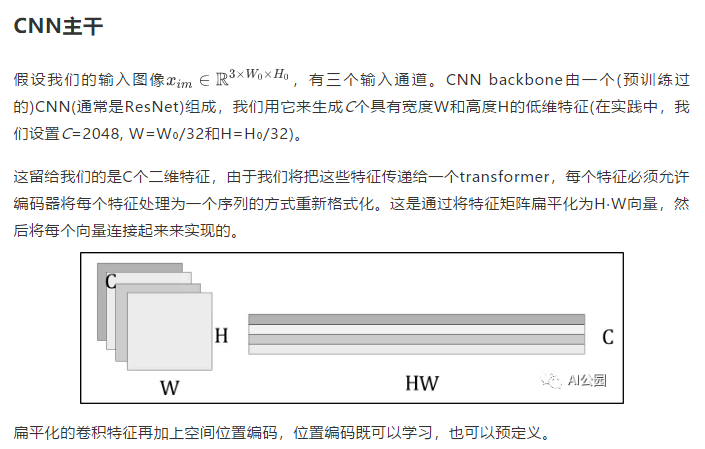 CNN主干
假设我们的输入图像x_{im} ∈ ℝ^{3×W_0×H_0}，有三个输入通道。CNN backbone由一个(预训练过
的)CNN(通常是ResNet)组成，我们用它来生成C个具有宽度W和高度H的低维特征(在实践中，我
们设置C=2048, W=W₀/32和H=H₀/32)。
这留给我们的是C个二维特征，由于我们将把这些特征传递给一个transformer，每个特征必须允许
编码器将每个特征处理为一个序列的方式重新格式化。这是通过将特征矩阵扁平化为H·W向量，然
后将每个向量连接起来来实现的。
C
H
W
C
HW
AI公园
扁平化的卷积特征再加上空间位置编码，位置编码既可以学习，也可以预定义。